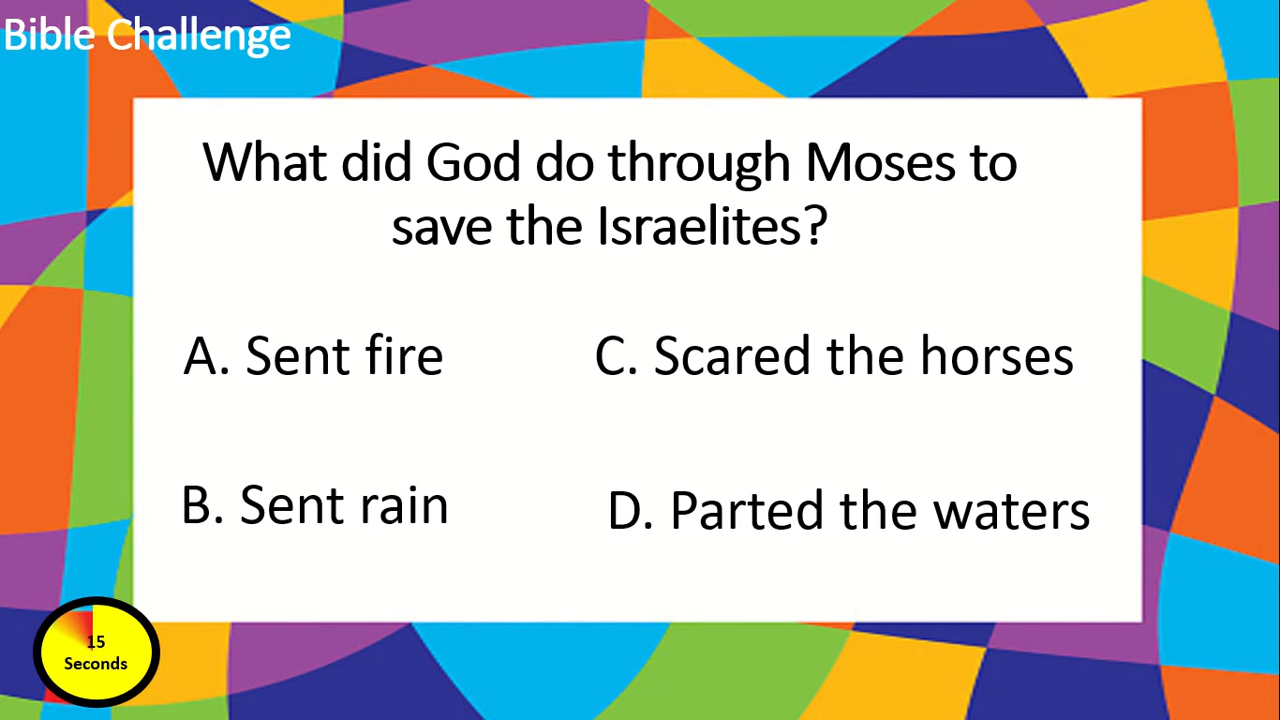 Bible Challenge
What did God do through Moses to
save the Israelites?
A. Sent fire
C. Scared the horses
B. Sent rain
D. Parted the waters
15
Seconds